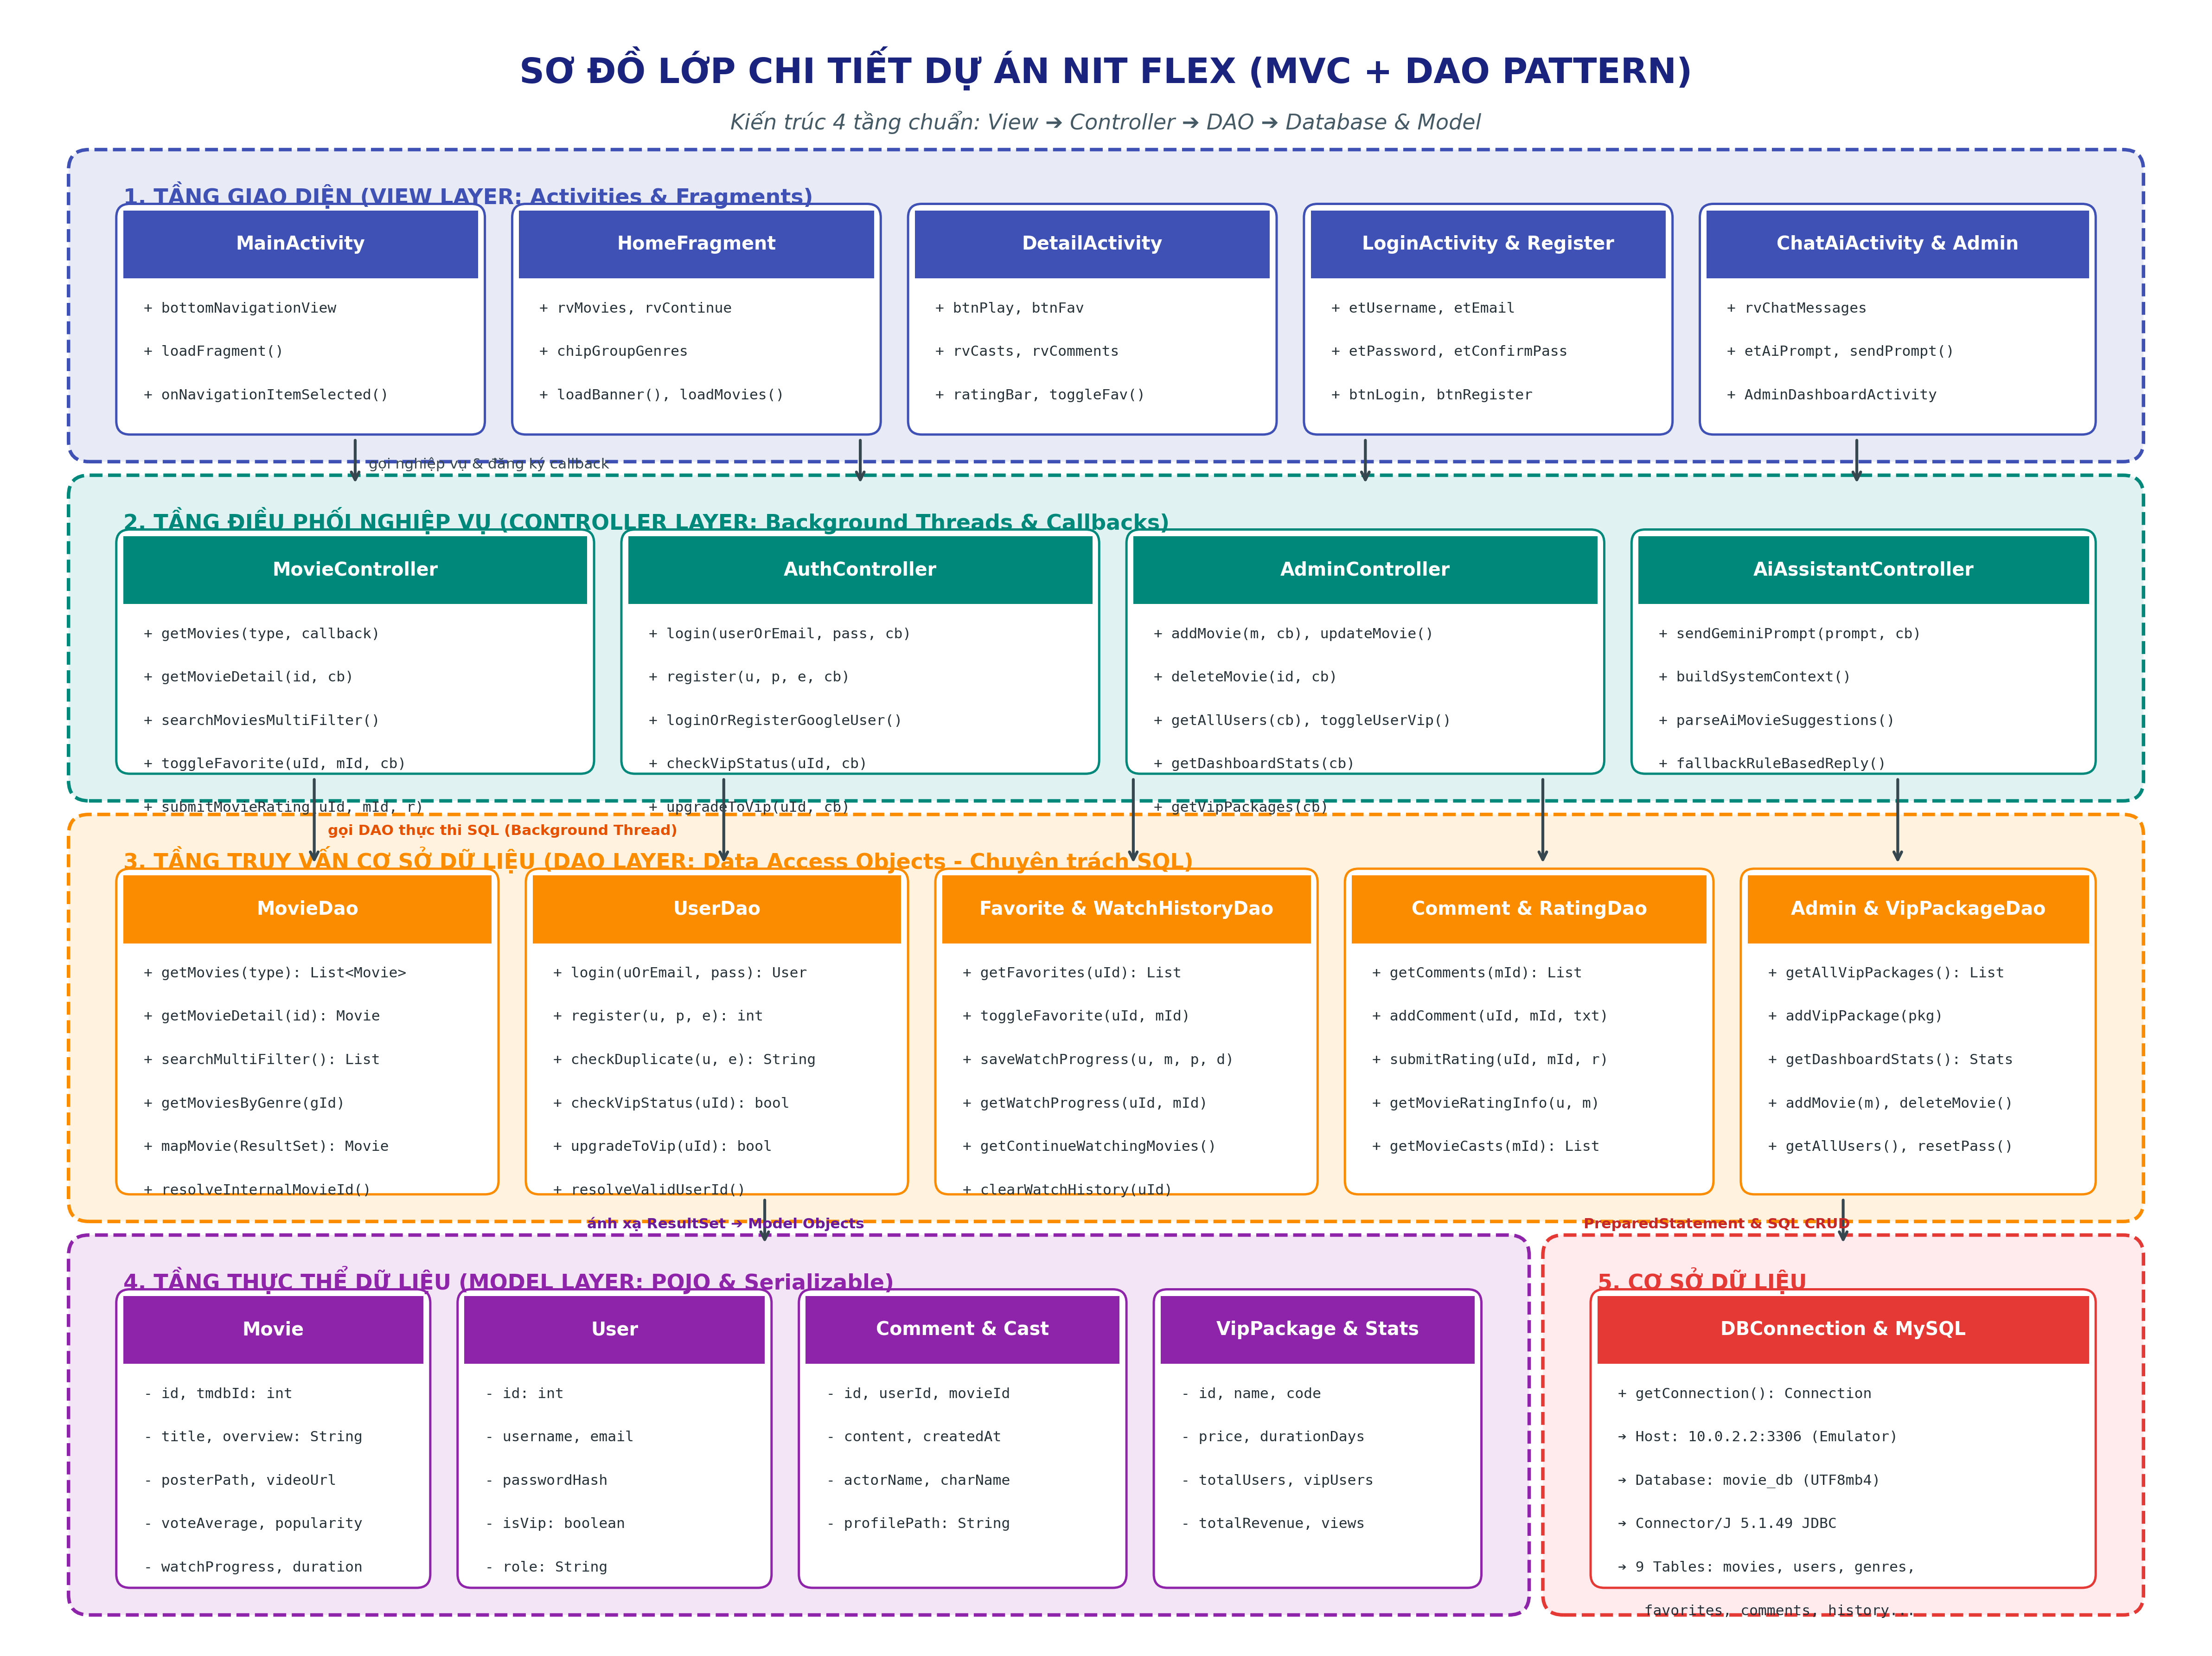 SƠ ĐỒ LỚP CHI TIẾT DỰ ÁN NIT FLEX (MVC + DAO PATTERN)
Kiến trúc 4 tầng chuẩn: View ➔ Controller ➔ DAO ➔ Database & Model
1. TẦNG GIAO DIỆN (VIEW LAYER: Activities & Fragments)
MainActivity
+ bottomNavigationView
+ loadFragment()
+ onNavigationItemSelected()
HomeFragment
+ rvMovies, rvContinue
+ chipGroupGenres
+ loadBanner(), loadMovies()
DetailActivity
+ btnPlay, btnFav
+ rvCasts, rvComments
+ ratingBar, toggleFav()
LoginActivity & Register
+ etUsername, etEmail
+ etPassword, etConfirmPass
+ btnLogin, btnRegister
ChatAiActivity & Admin
+ rvChatMessages
+ etAiPrompt, sendPrompt()
+ AdminDashboardActivity
gọi nghiệp vụ & đăng ký callback
2. TẦNG ĐIỀU PHỐI NGHIỆP VỤ (CONTROLLER LAYER: Background Threads & Callbacks)
MovieController
+ getMovies(type, callback)
+ getMovieDetail(id, cb)
+ searchMoviesMultiFilter()
+ toggleFavorite(uId, mId, cb)
+ submitMovieRating(uId, mId, r)
AuthController
+ login(userOrEmail, pass, cb)
+ register(u, p, e, cb)
+ loginOrRegisterGoogleUser()
+ checkVipStatus(uId, cb)
+ upgradeToVip(uId, cb)
AdminController
+ addMovie(m, cb), updateMovie()
+ deleteMovie(id, cb)
+ getAllUsers(cb), toggleUserVip()
+ getDashboardStats(cb)
+ getVipPackages(cb)
AiAssistantController
+ sendGeminiPrompt(prompt, cb)
+ buildSystemContext()
+ parseAiMovieSuggestions()
+ fallbackRuleBasedReply()
gọi DAO thực thi SQL (Background Thread)
3. TẦNG TRUY VẤN CƠ SỞ DỮ LIỆU (DAO LAYER: Data Access Objects - Chuyên trách SQL)
MovieDao
+ getMovies(type): List<Movie>
+ getMovieDetail(id): Movie
+ searchMultiFilter(): List
+ getMoviesByGenre(gId)
+ mapMovie(ResultSet): Movie
+ resolveInternalMovieId()
UserDao
+ login(uOrEmail, pass): User
+ register(u, p, e): int
+ checkDuplicate(u, e): String
+ checkVipStatus(uId): bool
+ upgradeToVip(uId): bool
+ resolveValidUserId()
Favorite & WatchHistoryDao
+ getFavorites(uId): List
+ toggleFavorite(uId, mId)
+ saveWatchProgress(u, m, p, d)
+ getWatchProgress(uId, mId)
+ getContinueWatchingMovies()
+ clearWatchHistory(uId)
Comment & RatingDao
+ getComments(mId): List
+ addComment(uId, mId, txt)
+ submitRating(uId, mId, r)
+ getMovieRatingInfo(u, m)
+ getMovieCasts(mId): List
Admin & VipPackageDao
+ getAllVipPackages(): List
+ addVipPackage(pkg)
+ getDashboardStats(): Stats
+ addMovie(m), deleteMovie()
+ getAllUsers(), resetPass()
ánh xạ ResultSet → Model Objects
PreparedStatement & SQL CRUD
4. TẦNG THỰC THỂ DỮ LIỆU (MODEL LAYER: POJO & Serializable)
Movie
- id, tmdbId: int
- title, overview: String
- posterPath, videoUrl
- voteAverage, popularity
- watchProgress, duration
User
- id: int
- username, email
- passwordHash
- isVip: boolean
- role: String
Comment & Cast
- id, userId, movieId
- content, createdAt
- actorName, charName
- profilePath: String
VipPackage & Stats
- id, name, code
- price, durationDays
- totalUsers, vipUsers
- totalRevenue, views
5. CƠ SỞ DỮ LIỆU
DBConnection & MySQL
+ getConnection(): Connection
➔ Host: 10.0.2.2:3306 (Emulator)
➔ Database: movie_db (UTF8mb4)
➔ Connector/J 5.1.49 JDBC
➔ 9 Tables: movies, users, genres,
favorites, comments, history...